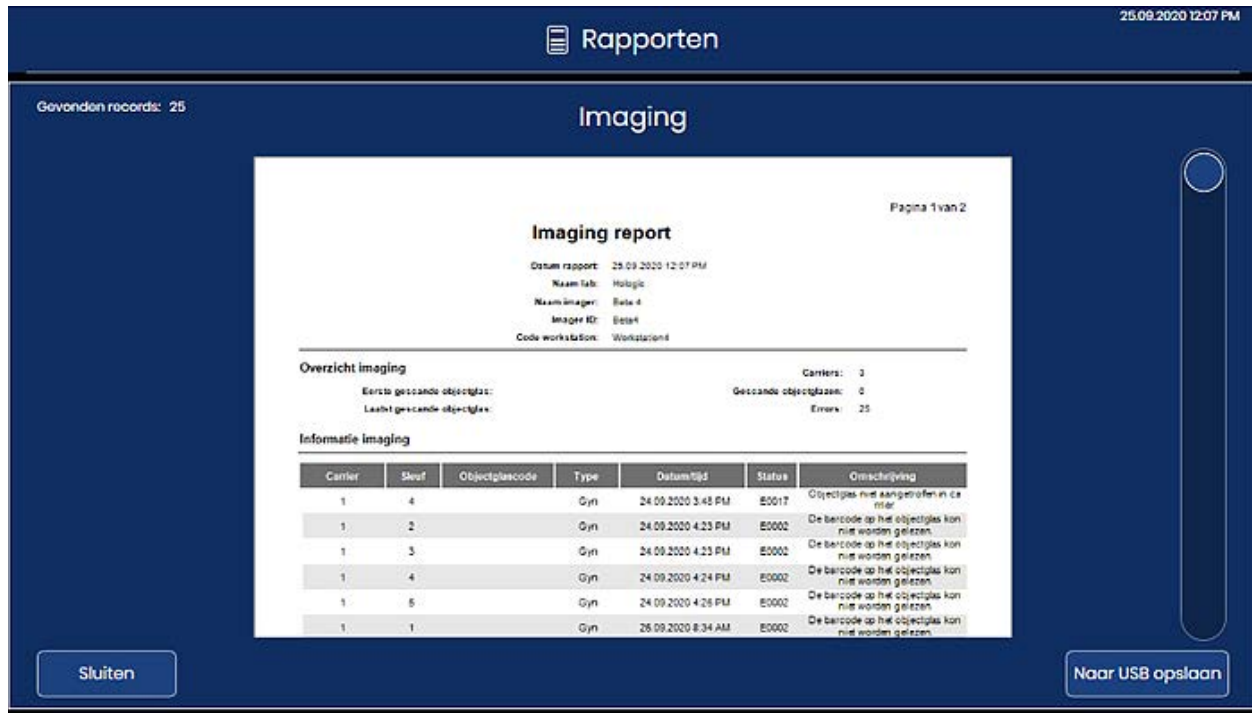 25.09.2020 12:07 PM
Rapporten
Gevonden records: 25
Imaging
Pagina 1 van 2
Imaging report
Datum rapport: 25.09.2020 12:07 PM
Naam lab: Hologic
Naam imager: Beta 4
Imager ID: Beta4
Code workstation: Workstation4
Overzicht imaging
Carriers: 3
Eerste gescande objectglas: Gescande objectglazen: 0
Laatst gescande objectglas: Errors: 25
Informatie imaging
Carrier Sleuf Objectglascode Type Datum/tijd Status Omschrijving
1 4 Gyn 24.09.2020 3:48 PM E0017 Objectglas niet aangetroffen in ca
rrier
1 2 Gyn 24.09.2020 4:23 PM E0002 De barcode op het objectglas kon
niet worden gelezen.
1 3 Gyn 24.09.2020 4:23 PM E0002 De barcode op het objectglas kon
niet worden gelezen.
1 4 Gyn 24.09.2020 4:24 PM E0002 De barcode op het objectglas kon
niet worden gelezen.
1 5 Gyn 24.09.2020 4:26 PM E0002 De barcode op het objectglas kon
niet worden gelezen.
1 1 Gyn 25.09.2020 8:34 AM E0002 De barcode op het objectglas kon
niet worden gelezen.
Sluiten
Naar USB opslaan